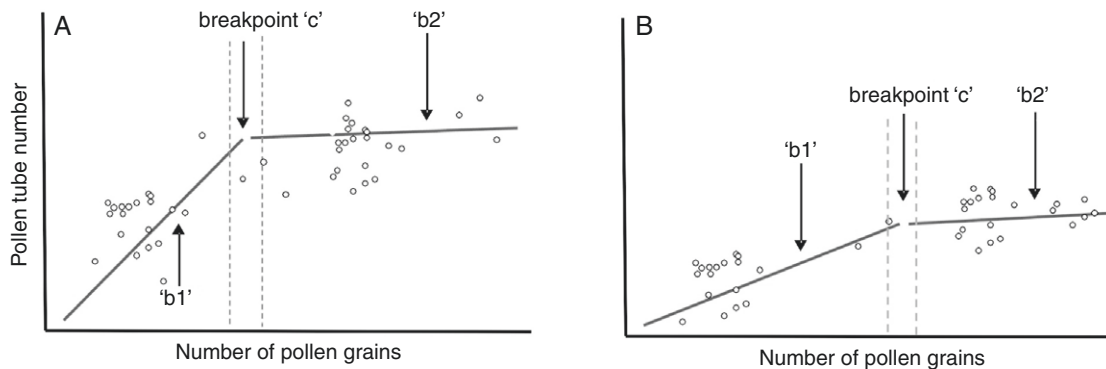 A
breakpoint 'c'
'b2'
Pollen tube number
'b1'
Number of pollen grains
B
breakpoint 'c'
'b2'
'b1'
Number of pollen grains